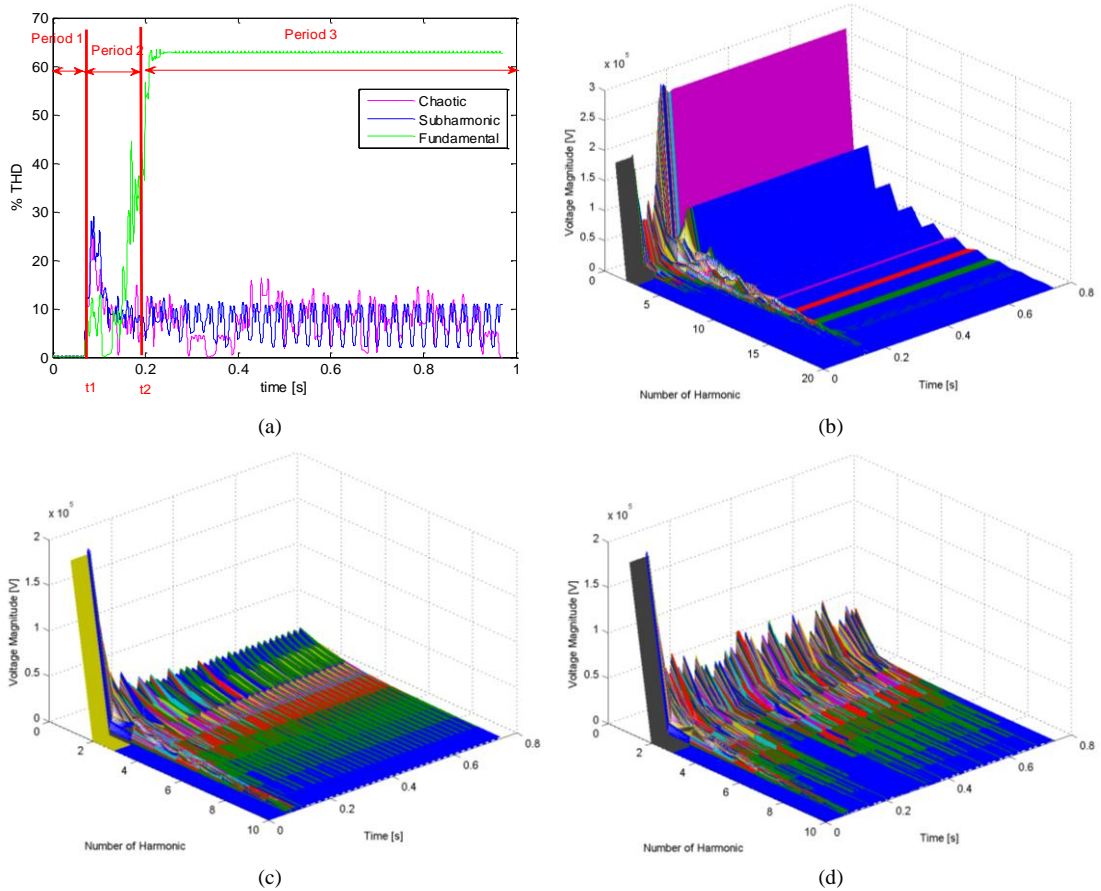 70
60
50
40
30
20
10
0
% THD
Period 1
Period 2
Period 3
Chaotic
Subharmonic
Fundamental
0
0.2
0.4
0.6
0.8
1
t1
t2
time [s]
(a)
x 10^5
3
2.5
2
1.5
1
0.5
0
Voltage Magnitude [V]
0
5
10
15
20
Number of Harmonic
0
0.2
0.4
0.6
0.8
Time [s]
(b)
x 10^5
2
1.5
1
0.5
0
Voltage Magnitude [V]
0
2
4
6
8
10
Number of Harmonic
0
0.2
0.4
0.6
0.8
Time [s]
(c)
x 10^5
2
1.5
1
0.5
0
Voltage Magnitude [V]
0
2
4
6
8
10
Number of Harmonic
0
0.2
0.4
0.6
0.8
Time [s]
(d)